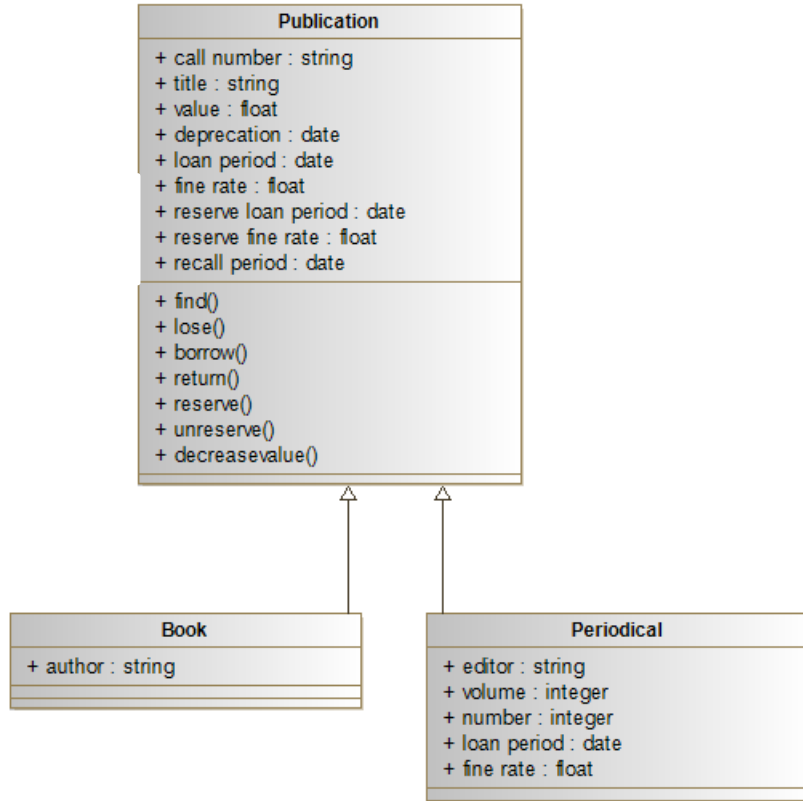 Publication
+ call number : string
+ title : string
+ value : float
+ deprecation : date
+ loan period : date
+ fine rate : float
+ reserve loan period : date
+ reserve fine rate : float
+ recall period : date
+ find()
+ lose()
+ borrow()
+ return()
+ reserve()
+ unreserve()
+ decreasevalue()
Book
+ author : string
Periodical
+ editor : string
+ volume : integer
+ number : integer
+ loan period : date
+ fine rate : float